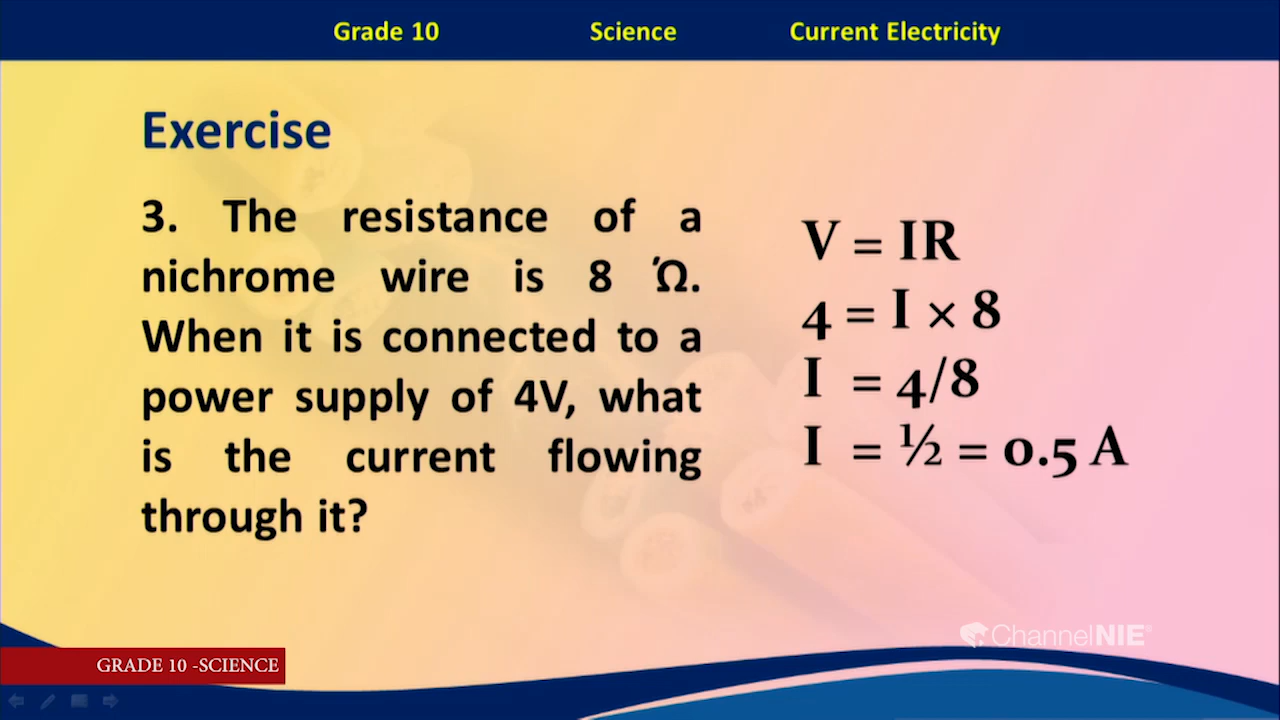 Grade 10 Science Current Electricity
Exercise
3. The resistance of a
nichrome wire is 8 Ώ.
When it is connected to a
power supply of 4V, what
is the current flowing
through it?
V = IR
4 = I × 8
I = 4/8
I = ½ = 0.5 A
ChannelNIE
GRADE 10 -SCIENCE